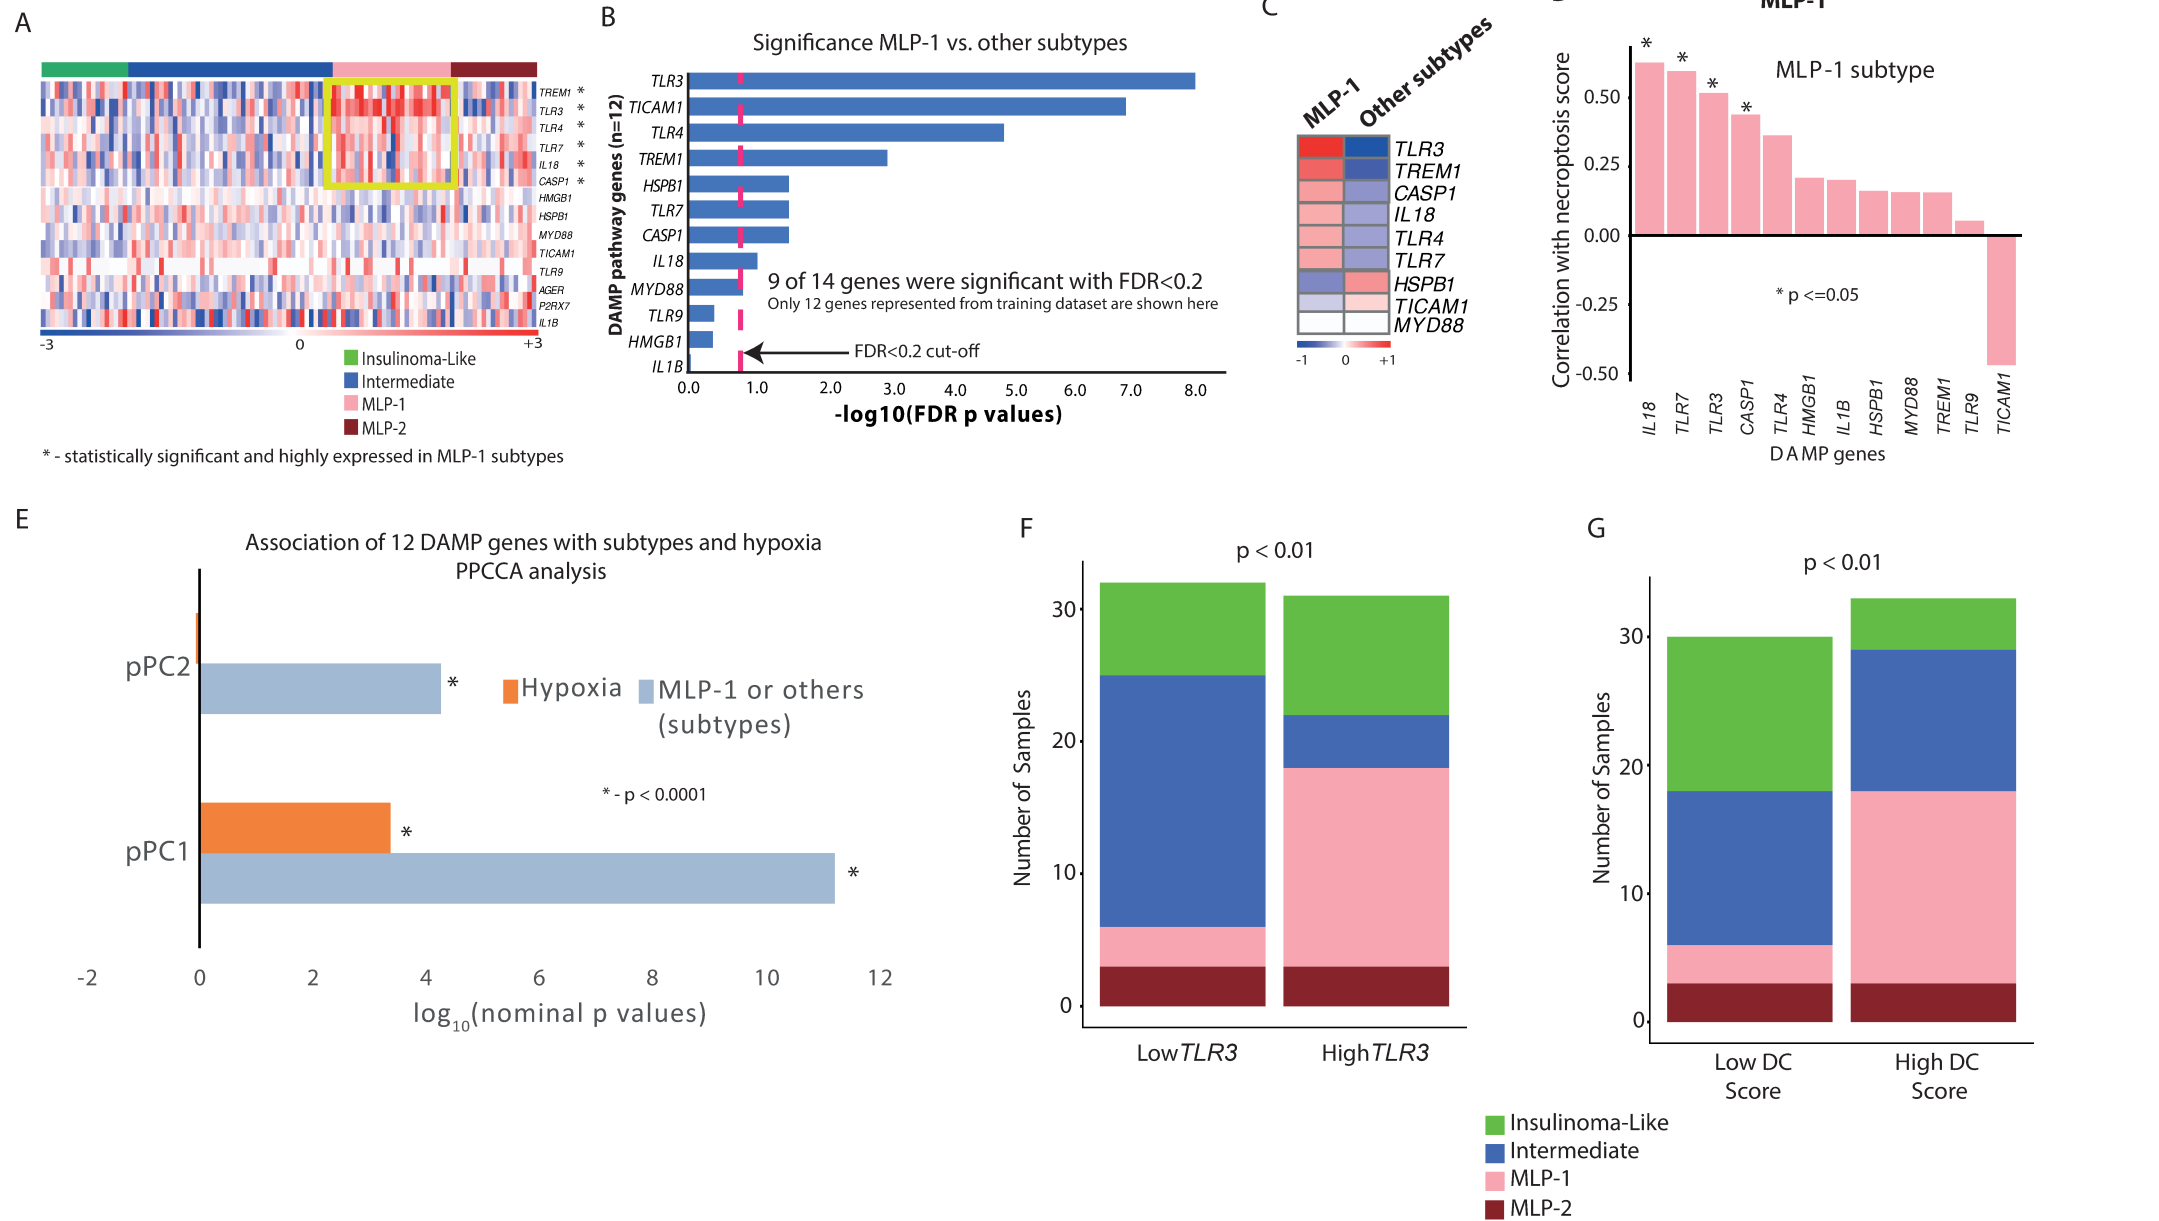 A
TREM1 *
TLR3 *
TLR4 *
TLR7 *
IL18 *
CASP1 *
HMGB1
HSPB1
MYD88
TICAM1
TLR9
AGER
P2RX7
IL1B
-3 0 +3
Insulinoma-Like
Intermediate
MLP-1
MLP-2
* - statistically significant and highly expressed in MLP-1 subtypes
B
Significance MLP-1 vs. other subtypes
DAMP pathway genes (n=12)
TLR3
TICAM1
TLR4
TREM1
HSPB1
TLR7
CASP1
IL18
MYD88
TLR9
HMGB1
IL1B
9 of 14 genes were significant with FDR<0.2
Only 12 genes represented from training dataset are shown here
FDR<0.2 cut-off
0.0 1.0 2.0 3.0 4.0 5.0 6.0 7.0 8.0
-log10(FDR p values)
C
MLP-1
Other subtypes
TLR3
TREM1
CASP1
IL18
TLR4
TLR7
HSPB1
TICAM1
MYD88
-1 0 +1
MLP-1
MLP-1 subtype
Correlation with necroptosis score
0.50
0.25
0.00
-0.25
-0.50
* * * *
* p <=0.05
IL18
TLR7
TLR3
CASP1
TLR4
HMGB1
IL1B
HSPB1
MYD88
TREM1
TLR9
TICAM1
DAMP genes
E
Association of 12 DAMP genes with subtypes and hypoxia
PPCCA analysis
pPC2
*
Hypoxia
MLP-1 or others
(subtypes)
* - p < 0.0001
pPC1
*
*
-2 0 2 4 6 8 10 12
log10(nominal p values)
F
p < 0.01
Number of Samples
30
20
10
0
Low TLR3
High TLR3
G
p < 0.01
Number of Samples
30
20
10
0
Low DC
Score
High DC
Score
Insulinoma-Like
Intermediate
MLP-1
MLP-2